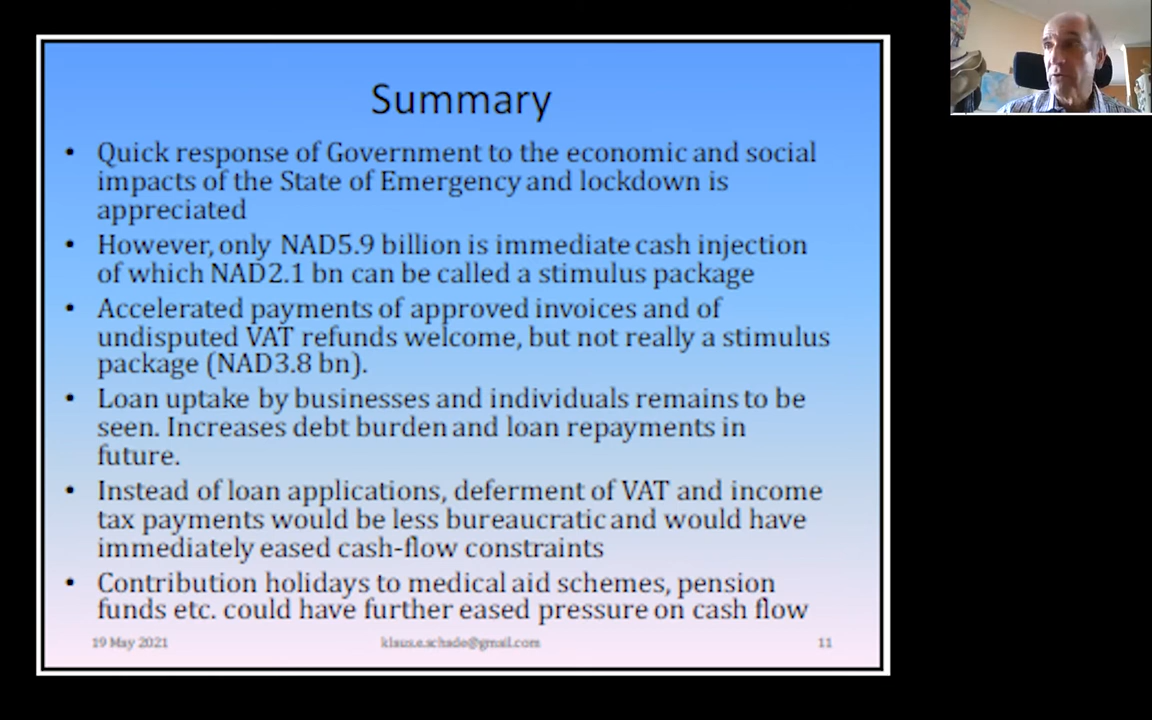 Summary
• Quick response of Government to the economic and social
impacts of the State of Emergency and lockdown is
appreciated
• However, only NAD5.9 billion is immediate cash injection
of which NAD2.1 bn can be called a stimulus package
• Accelerated payments of approved invoices and of
undisputed VAT refunds welcome, but not really a stimulus
package (NAD3.8 bn).
• Loan uptake by businesses and individuals remains to be
seen. Increases debt burden and loan repayments in
future.
• Instead of loan applications, deferment of VAT and income
tax payments would be less bureaucratic and would have
immediately eased cash-flow constraints
• Contribution holidays to medical aid schemes, pension
funds etc. could have further eased pressure on cash flow
19 May 2021 klaus.e.schade@gmail.com 11